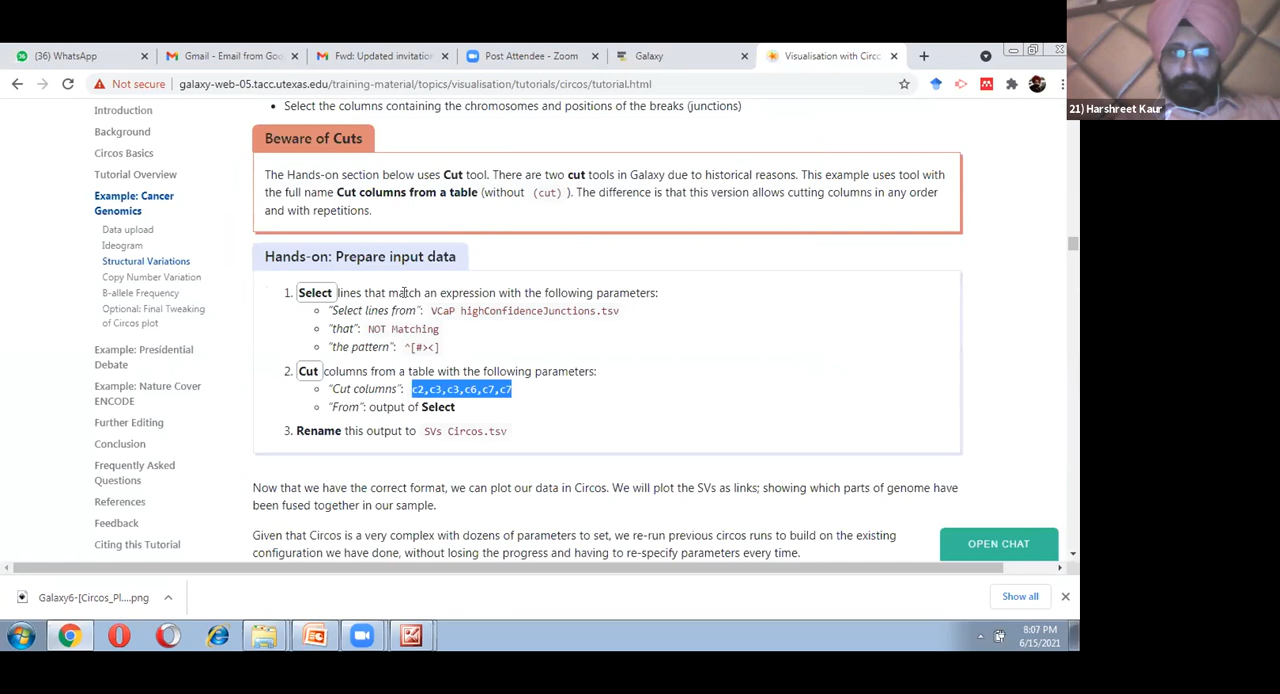 (36) WhatsApp
Gmail - Email from Goo
Fwd: Updated invitation
Post Attendee - Zoom
Galaxy
Visualisation with Circo
Not secure
galaxy-web-05.tacc.utexas.edu/training-material/topics/visualisation/tutorials/circos/tutorial.html
21) Harshreet Kaur
Introduction
Background
Circos Basics
Tutorial Overview
Example: Cancer
Genomics
Data upload
Ideogram
Structural Variations
Copy Number Variation
B-allele Frequency
Optional: Final Tweaking
of Circos plot
Example: Presidential
Debate
Example: Nature Cover
ENCODE
Further Editing
Conclusion
Frequently Asked
Questions
References
Feedback
Citing this Tutorial
• Select the columns containing the chromosomes and positions of the breaks (junctions)
Beware of Cuts
The Hands-on section below uses Cut tool. There are two cut tools in Galaxy due to historical reasons. This example uses tool with
the full name Cut columns from a table (without (cut) ). The difference is that this version allows cutting columns in any order
and with repetitions.
Hands-on: Prepare input data
1. Select lines that match an expression with the following parameters:
"Select lines from": VCaP highConfidenceJunctions.tsv
"that": NOT Matching
"the pattern": ^[#><]
2. Cut columns from a table with the following parameters:
"Cut columns": c2,c3,c3,c6,c7,c7
"From": output of Select
3. Rename this output to SVs Circos.tsv
Now that we have the correct format, we can plot our data in Circos. We will plot the SVs as links; showing which parts of genome have
been fused together in our sample.
Given that Circos is a very complex with dozens of parameters to set, we re-run previous circos runs to build on the existing
configuration we have done, without losing the progress and having to re-specify parameters every time.
OPEN CHAT
Galaxy6-[Circos_Pl....png
Show all
8:07 PM
6/15/2021